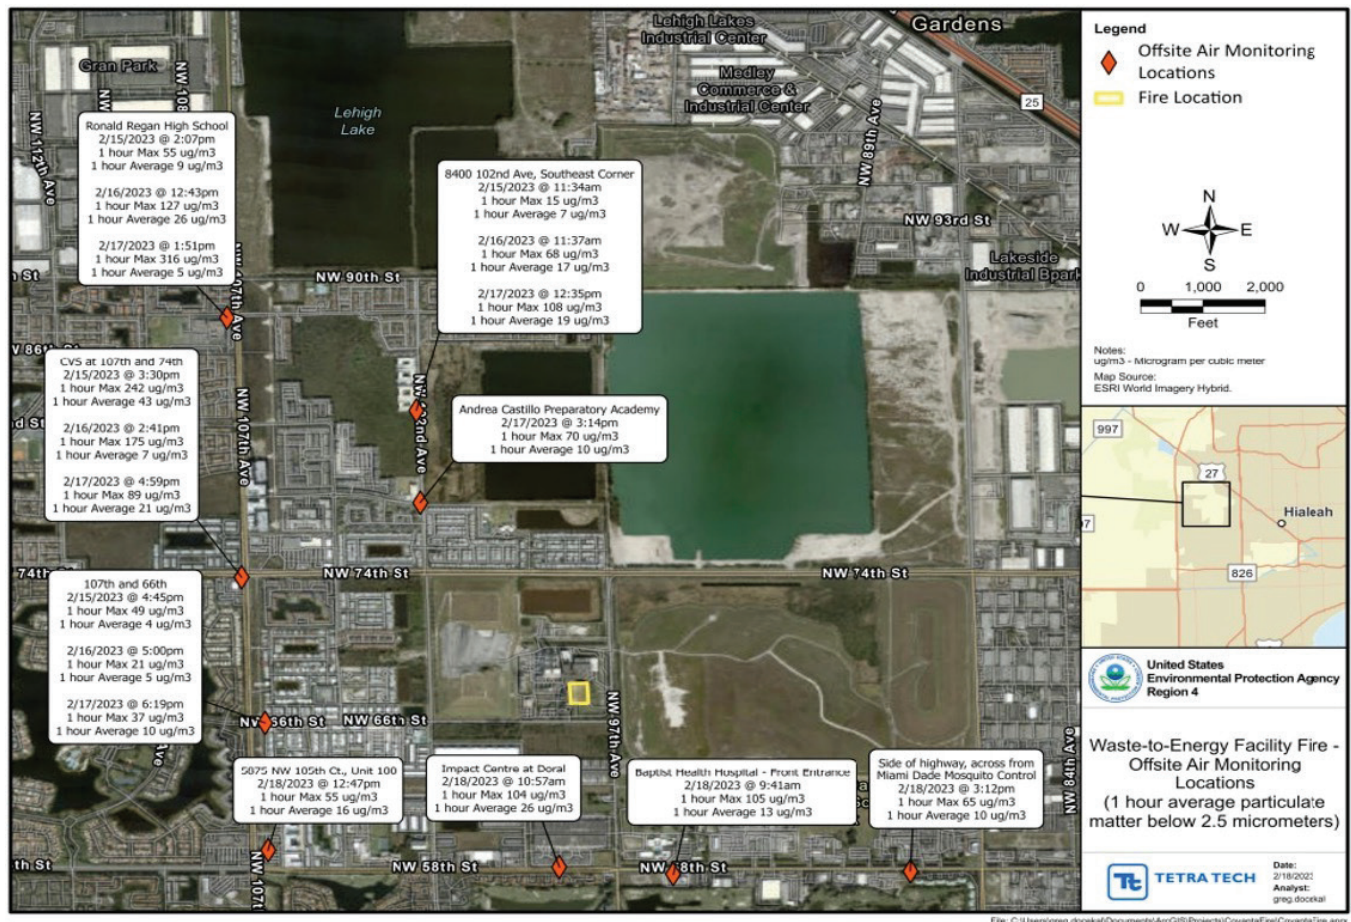 Gran Park
NW 108
NW
NW 112th Ave
Lehigh
Lake
Lehigh Lakes
Industrial Center
Gardens
Medley
Commerce &
Industrial Center
25
NW 89th Ave
NW 93rd St
Lakeside
Industrial Bpark
NW 90th St
NW 107th Ave
Ronald Regan High School
2/15/2023 @ 2:07pm
1 hour Max 55 ug/m3
1 hour Average 9 ug/m3
2/16/2023 @ 12:43pm
1 hour Max 127 ug/m3
1 hour Average 26 ug/m3
2/17/2023 @ 1:51pm
1 hour Max 316 ug/m3
1 hour Average 5 ug/m3
8400 102nd Ave, Southeast Corner
2/15/2023 @ 11:34am
1 hour Max 15 ug/m3
1 hour Average 7 ug/m3
2/16/2023 @ 11:37am
1 hour Max 68 ug/m3
1 hour Average 17 ug/m3
2/17/2023 @ 12:35pm
1 hour Max 108 ug/m3
1 hour Average 19 ug/m3
CVS at 107th and 74th
2/15/2023 @ 3:30pm
1 hour Max 242 ug/m3
1 hour Average 43 ug/m3
2/16/2023 @ 2:41pm
1 hour Max 175 ug/m3
1 hour Average 7 ug/m3
2/17/2023 @ 4:59pm
1 hour Max 89 ug/m3
1 hour Average 21 ug/m3
NW 107th Ave
Andrea Castillo Preparatory Academy
2/17/2023 @ 3:14pm
1 hour Max 70 ug/m3
1 hour Average 10 ug/m3
74th
NW 74th St
NW 74th St
107th and 66th
2/15/2023 @ 4:45pm
1 hour Max 49 ug/m3
1 hour Average 4 ug/m3
2/16/2023 @ 5:00pm
1 hour Max 21 ug/m3
1 hour Average 5 ug/m3
2/17/2023 @ 6:19pm
1 hour Max 37 ug/m3
1 hour Average 10 ug/m3
NW 66th St
NW 66th St
NW 97th Ave
NW 84th Ave
5075 NW 105th Ct., Unit 100
2/18/2023 @ 12:47pm
1 hour Max 55 ug/m3
1 hour Average 16 ug/m3
Impact Centre at Doral
2/18/2023 @ 10:57am
1 hour Max 104 ug/m3
1 hour Average 26 ug/m3
Baptist Health Hospital - Front Entrance
2/18/2023 @ 9:41am
1 hour Max 105 ug/m3
1 hour Average 13 ug/m3
Side of highway, across from
Miami Dade Mosquito Control
2/18/2023 @ 3:12pm
1 hour Max 65 ug/m3
1 hour Average 10 ug/m3
th St
NW 107t
NW 58th St
NW 58th St
Legend
Offsite Air Monitoring
Locations
Fire Location
N
W E
S
0 1,000 2,000
Feet
Notes:
ug/m3 - Microgram per cubic meter
Map Source:
ESRI World Imagery Hybrid.
997
27
Hialeah
826
United States
Environmental Protection Agency
Region 4
Waste-to-Energy Facility Fire -
Offsite Air Monitoring
Locations
(1 hour average particulate
matter below 2.5 micrometers)
Tt TETRA TECH
Date:
2/18/2023
Analyst:
greg.docekal
File: C:\Users\greg.docekal\Documents\ArcGIS\Projects\CovantaFire\CovantaFire.aprx